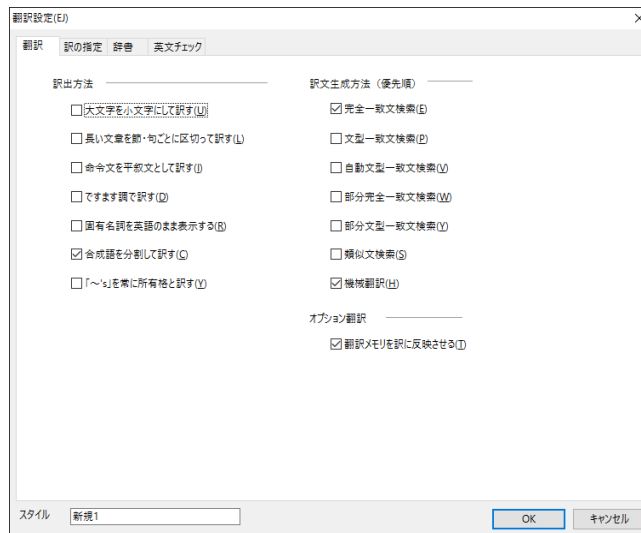 翻訳設定(EJ)
翻訳
訳の指定
辞書
英文チェック
訳出方法
大文字を小文字にして訳す(U)
長い文章を節・句ごとに区切って訳す(L)
命令文を平叙文として訳す(I)
ですます調で訳す(D)
固有名詞を英語のまま表示する(R)
合成語を分割して訳す(C)
「～'s」を常に所有格と訳す(Y)
訳文生成方法（優先順）
完全一致文検索(E)
文型一致文検索(P)
自動文型一致文検索(V)
部分完全一致文検索(W)
部分文型一致文検索(Y)
類似文検索(S)
機械翻訳(H)
オプション翻訳
翻訳メモリを訳に反映させる(T)
スタイル
新規1
OK
キャンセル